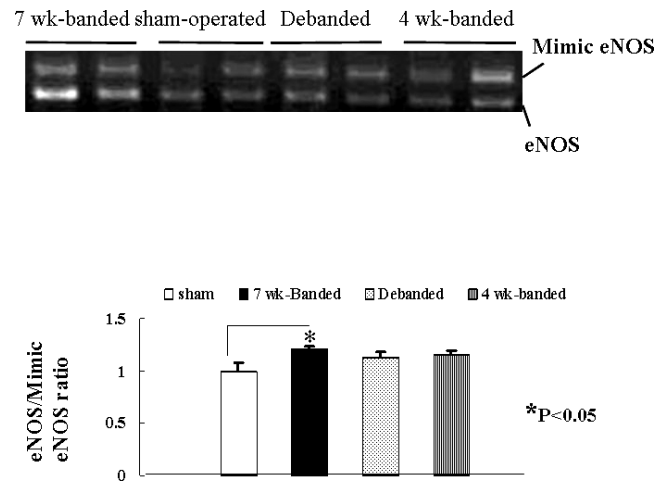 7 wk-banded sham-operated Debanded 4 wk-banded
Mimic eNOS
eNOS
sham 7 wk-Banded Debanded 4 wk-banded
eNOS/Mimic
eNOS ratio
1.5
1
0.5
0
*
*P<0.05